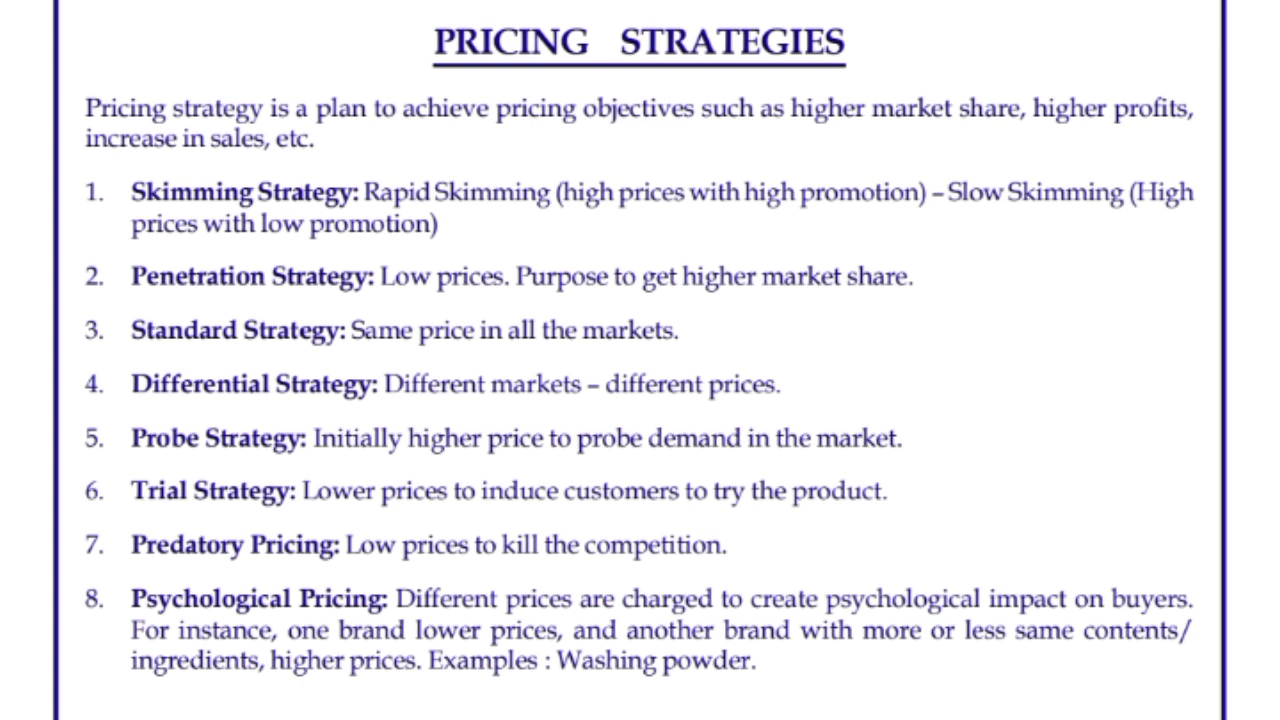 PRICING STRATEGIES
Pricing strategy is a plan to achieve pricing objectives such as higher market share, higher profits,
increase in sales, etc.
1. Skimming Strategy: Rapid Skimming (high prices with high promotion) – Slow Skimming (High
prices with low promotion)
2. Penetration Strategy: Low prices. Purpose to get higher market share.
3. Standard Strategy: Same price in all the markets.
4. Differential Strategy: Different markets – different prices.
5. Probe Strategy: Initially higher price to probe demand in the market.
6. Trial Strategy: Lower prices to induce customers to try the product.
7. Predatory Pricing: Low prices to kill the competition.
8. Psychological Pricing: Different prices are charged to create psychological impact on buyers.
For instance, one brand lower prices, and another brand with more or less same contents/
ingredients, higher prices. Examples : Washing powder.